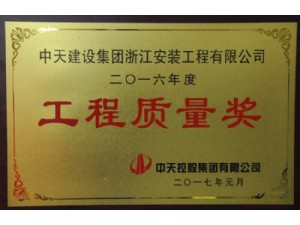 中天建设集团浙江安装工程有限公司
二〇一六年度
工程质量奖
中天控股集团有限公司
二〇一七年元月